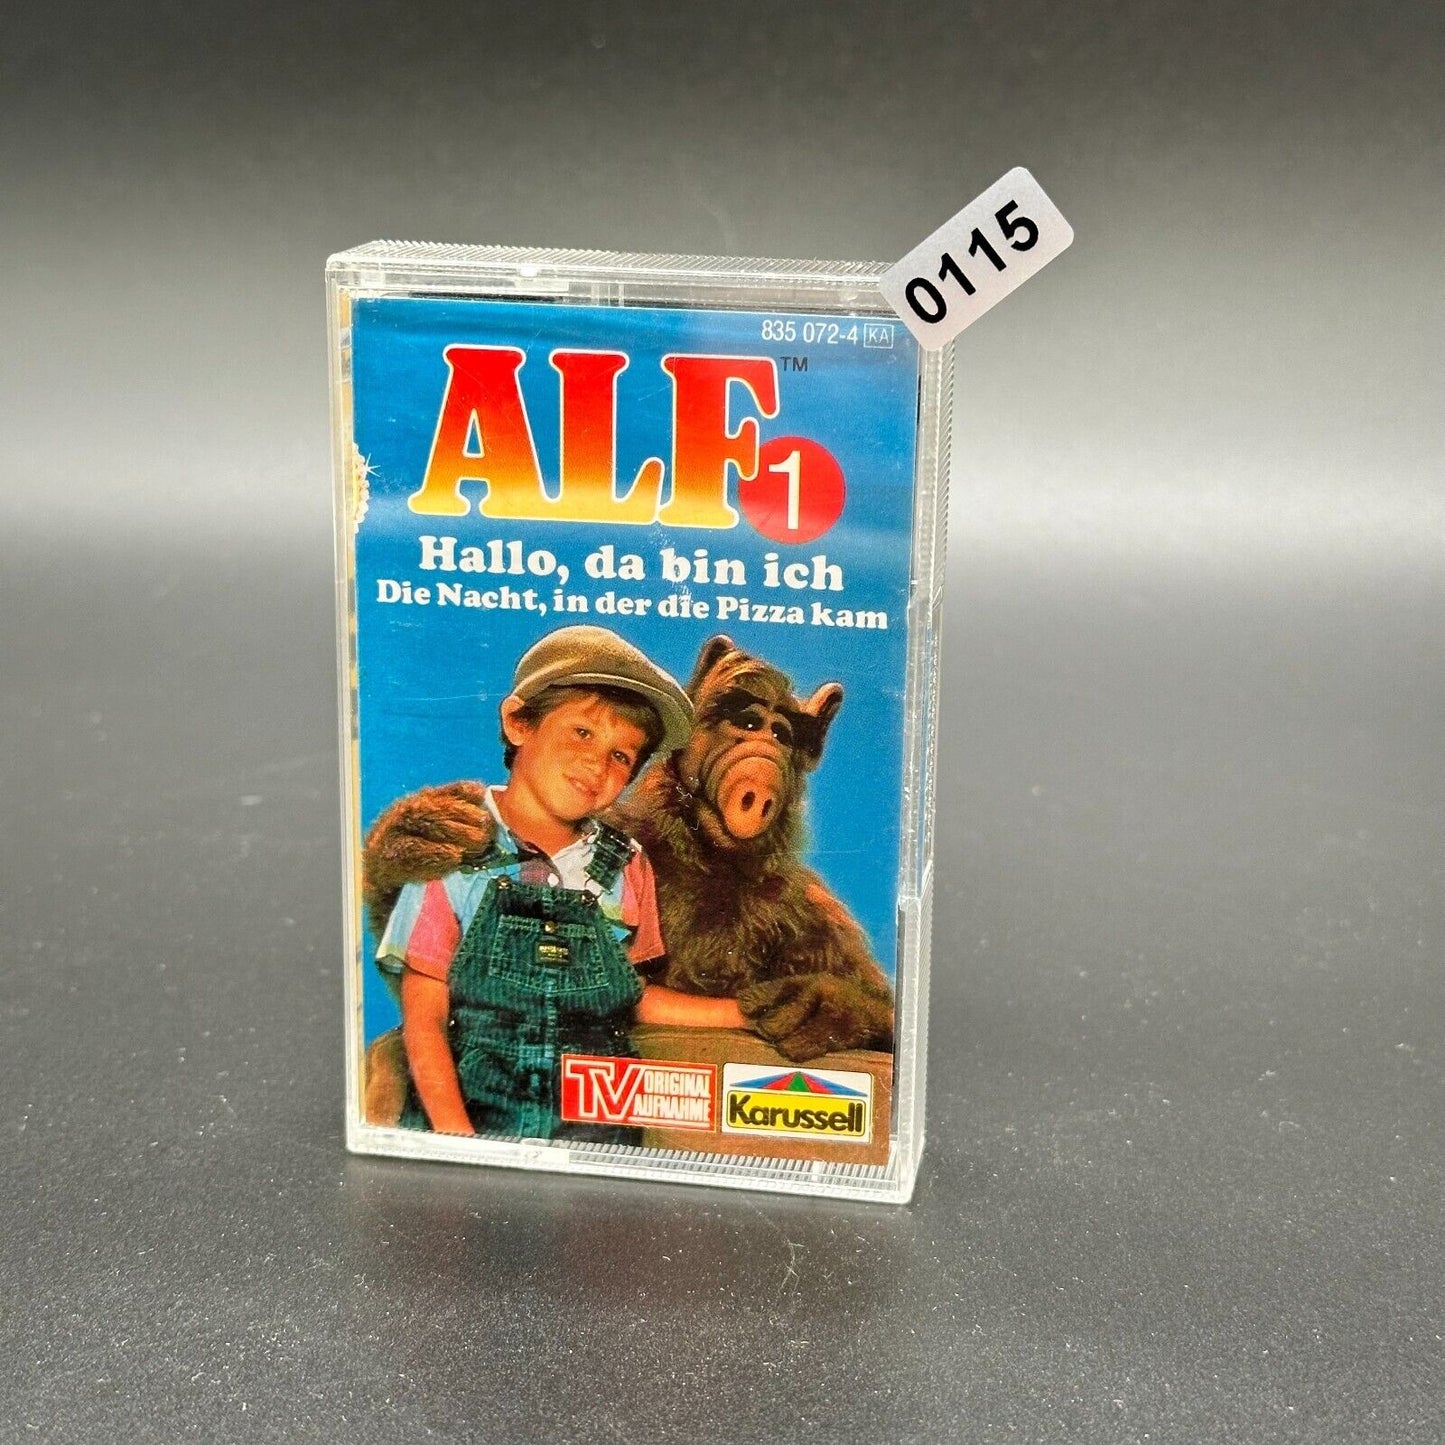 0115
835 072-4 KA
ALF™
1
Hallo, da bin ich
Die Nacht, in der die Pizza kam
TV ORIGINAL
AUFNAHME
Karussell